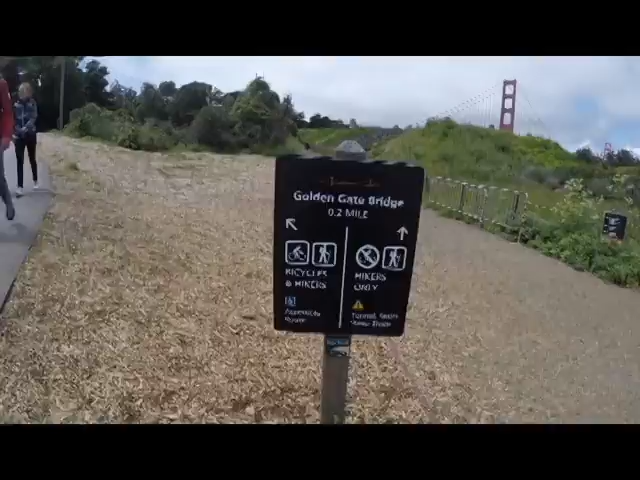 Golden Gate Bridge
0.2 MILE
BICYCLES
& HIKERS
HIKERS
ONLY
Accessible
Route